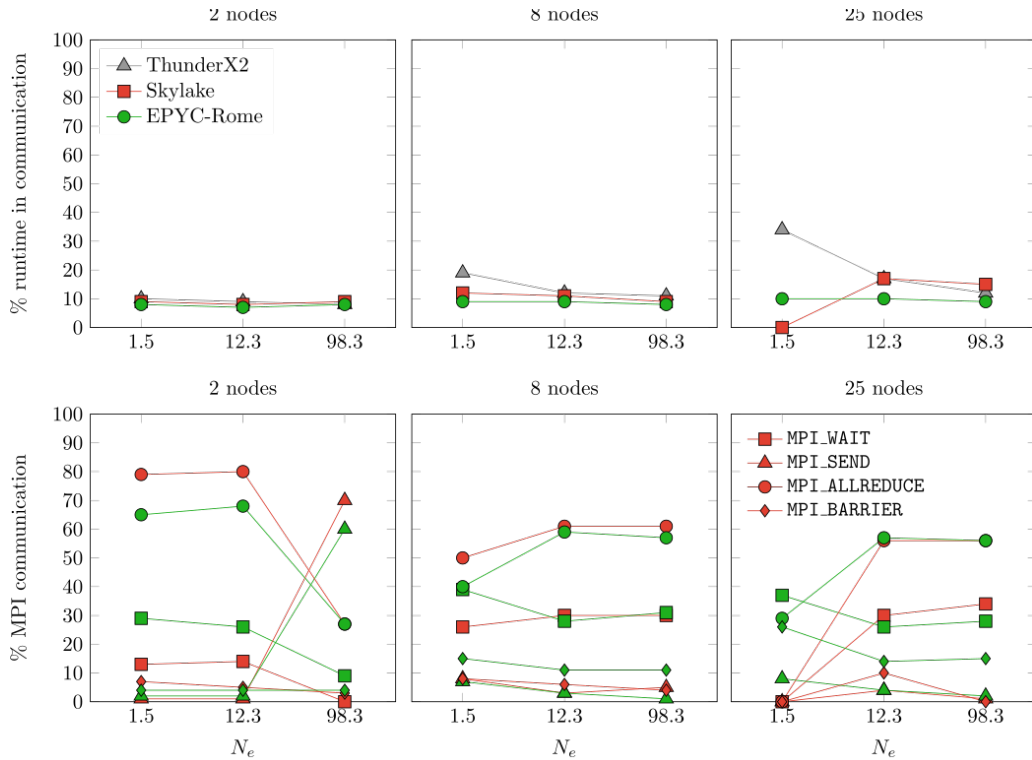 2 nodes 8 nodes 25 nodes
100
90
80
70
60
50
40
30
20
10
0
% runtime in communication
ThunderX2
Skylake
EPYC-Rome
1.5 12.3 98.3 1.5 12.3 98.3 1.5 12.3 98.3
2 nodes 8 nodes 25 nodes
100
90
80
70
60
50
40
30
20
10
0
% MPI communication
MPI_WAIT
MPI_SEND
MPI_ALLREDUCE
MPI_BARRIER
1.5 12.3 98.3 1.5 12.3 98.3 1.5 12.3 98.3
Ne Ne Ne